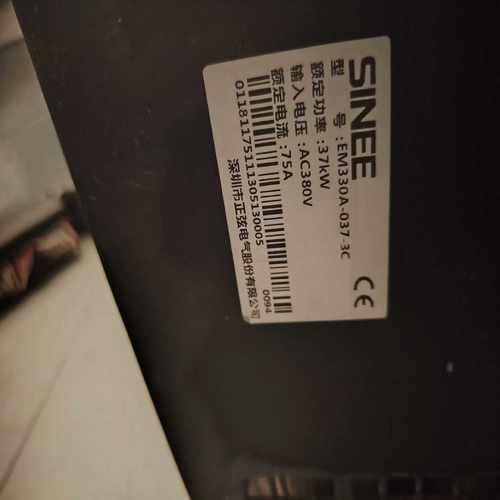 SINEE
型 号：EM330A-037-3C
额定功率：37kW
输入电压：AC380V
额定电流：75A
01181175111305130005
0094
深圳市正弦电气股份有限公司
CE